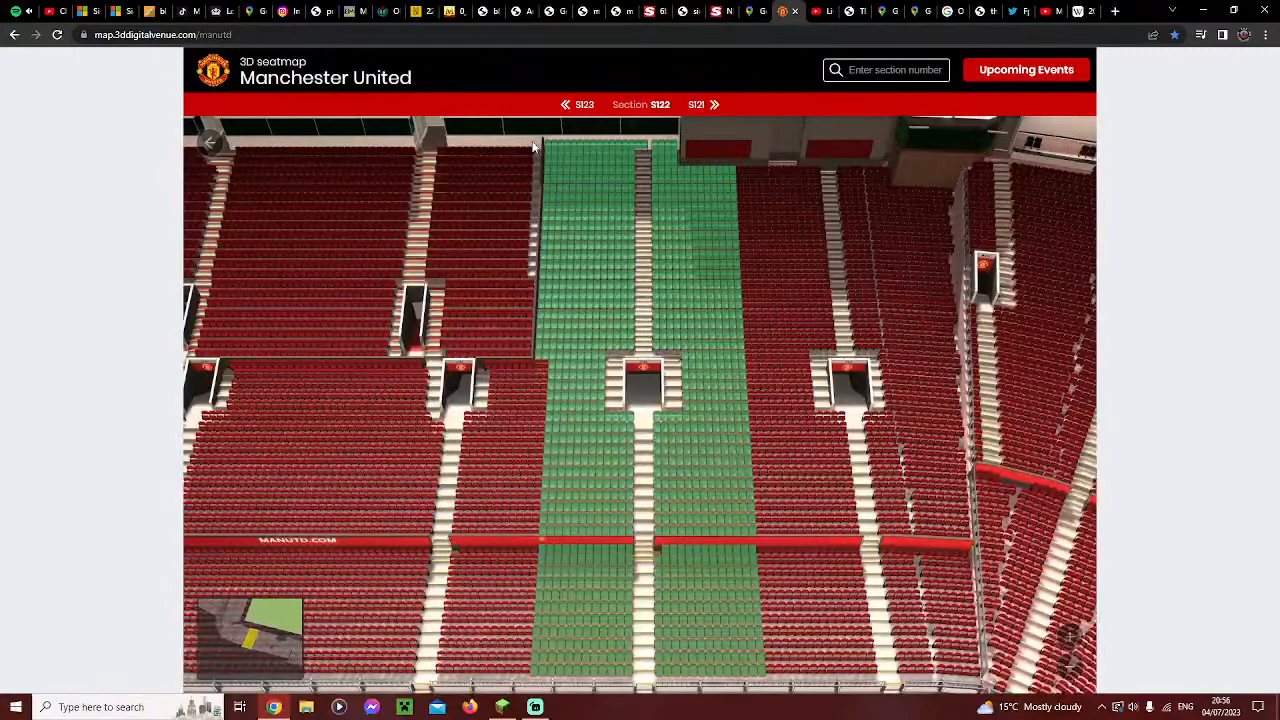 map.3ddigitalvenue.com/manutd
3D seatmap
Manchester United
Enter section number
Upcoming Events
S123
Section S122
S121
MANUTD.COM
Type here to search
15°C Mostly cloudy
ENG
20:56
04/07/2023